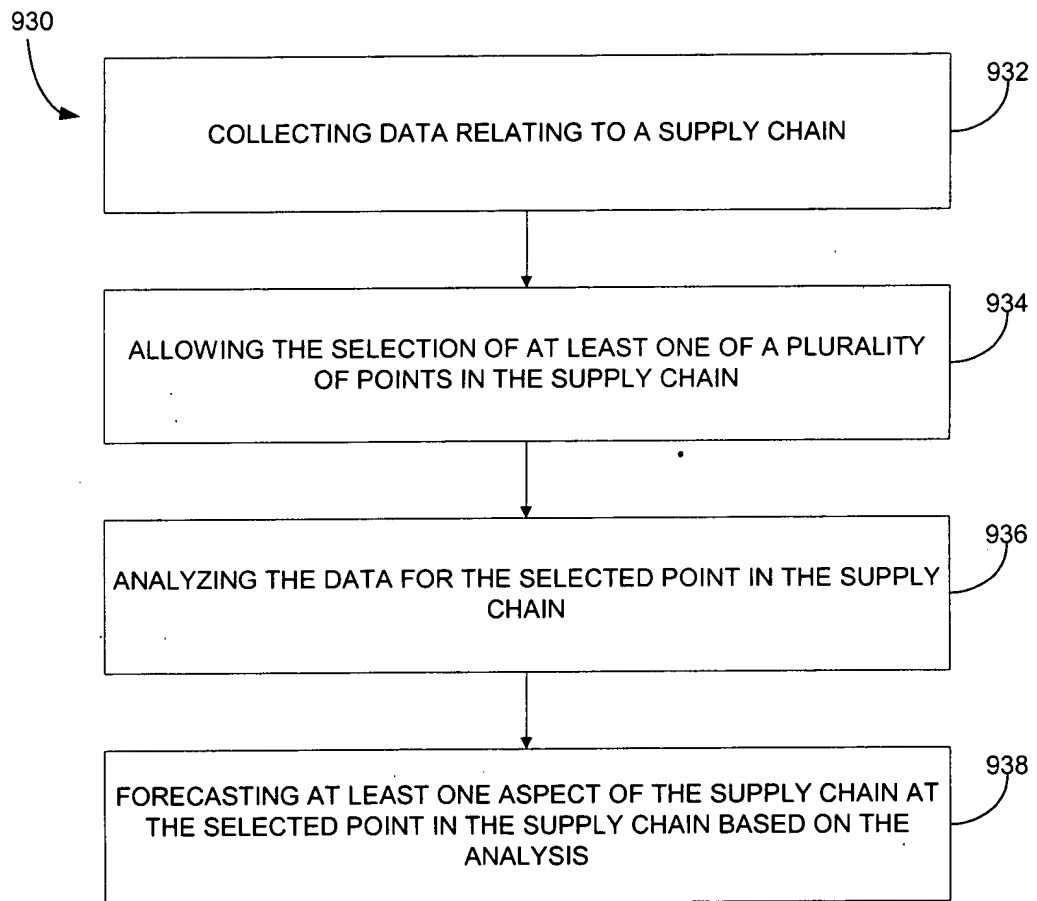 930
932
COLLECTING DATA RELATING TO A SUPPLY CHAIN
934
ALLOWING THE SELECTION OF AT LEAST ONE OF A PLURALITY
OF POINTS IN THE SUPPLY CHAIN
936
ANALYZING THE DATA FOR THE SELECTED POINT IN THE SUPPLY
CHAIN
938
FORECASTING AT LEAST ONE ASPECT OF THE SUPPLY CHAIN AT
THE SELECTED POINT IN THE SUPPLY CHAIN BASED ON THE
ANALYSIS